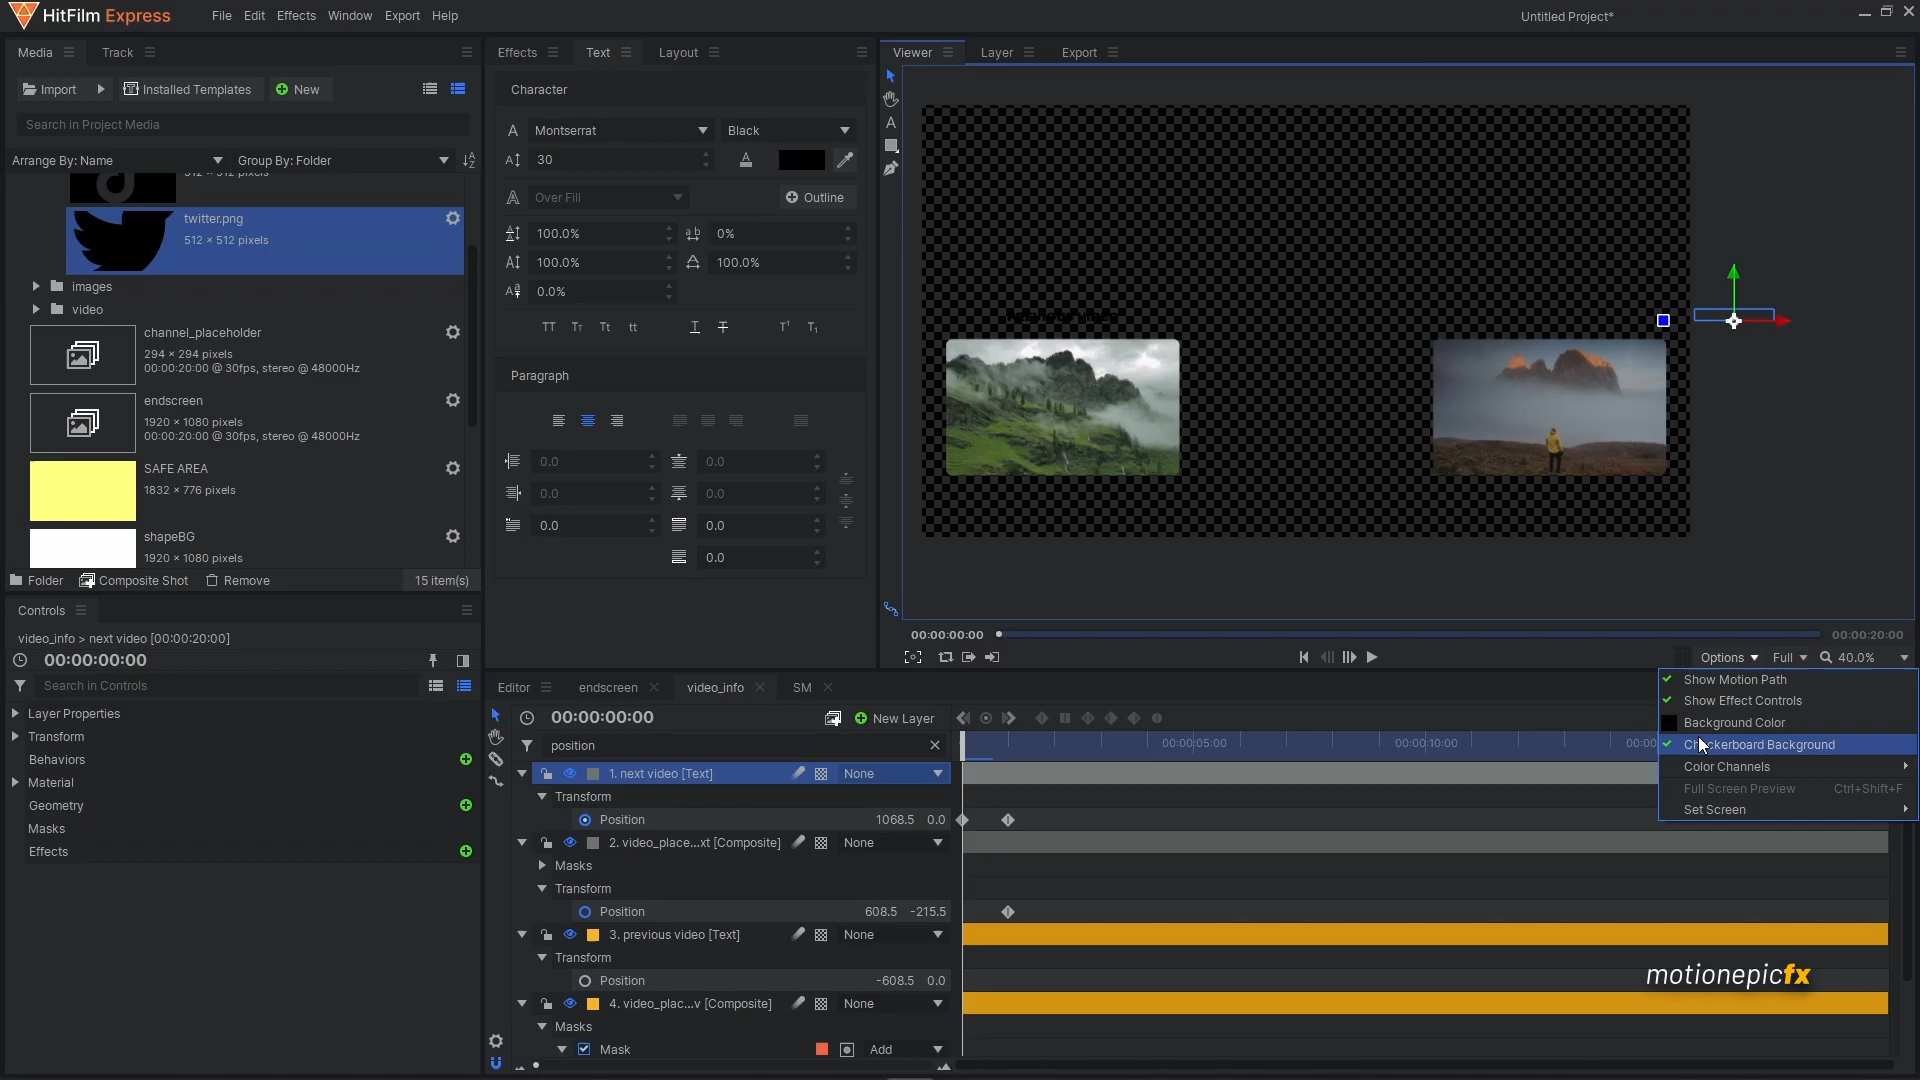 HitFilm Express
File Edit Effects Window Export Help
Untitled Project*
Media
Track
Import
Installed Templates
New
Search in Project Media
Arrange By: Name
Group By: Folder
twitter.png
512 × 512 pixels
images
video
channel_placeholder
294 × 294 pixels
00:00:20:00 @ 30fps, stereo @ 48000Hz
endscreen
1920 × 1080 pixels
00:00:20:00 @ 30fps, stereo @ 48000Hz
SAFE AREA
1832 × 776 pixels
shapeBG
1920 × 1080 pixels
Folder
Composite Shot
Remove
15 item(s)
Controls
video_info > next video [00:00:20:00]
00:00:00:00
Search in Controls
Layer Properties
Transform
Behaviors
Material
Geometry
Masks
Effects
Effects
Text
Layout
Character
Montserrat
Black
30
Over Fill
Outline
100.0%
0%
100.0%
100.0%
0.0%
Paragraph
0.0
0.0
0.0
0.0
0.0
0.0
0.0
Viewer
Layer
Export
00:00:00:00
00:00:20:00
Options
Full
40.0%
Show Motion Path
Show Effect Controls
Background Color
Checkerboard Background
Color Channels
Full Screen Preview Ctrl+Shift+F
Set Screen
Editor
endscreen
video_info
SM
00:00:00:00
New Layer
position
00:00:05:00
00:00:10:00
1. next video [Text]
None
Transform
Position 1068.5 0.0
2. video_place...xt [Composite]
None
Masks
Transform
Position 608.5 -215.5
3. previous video [Text]
None
Transform
Position -608.5 0.0
4. video_plac...v [Composite]
None
Masks
Mask
Add
motionepicfx